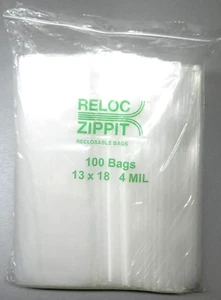 RELOC
ZIPPIT
RECLOSABLE BAGS
100 Bags
13 x 18 4 MIL